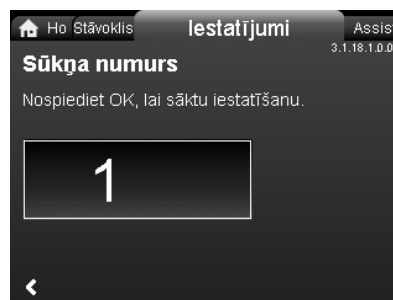 Ho Stāvoklis Iestatījumi Assis
3.1.18.1.0.0
Sūkņa numurs
Nospiediet OK, lai sāktu iestatīšanu.
1